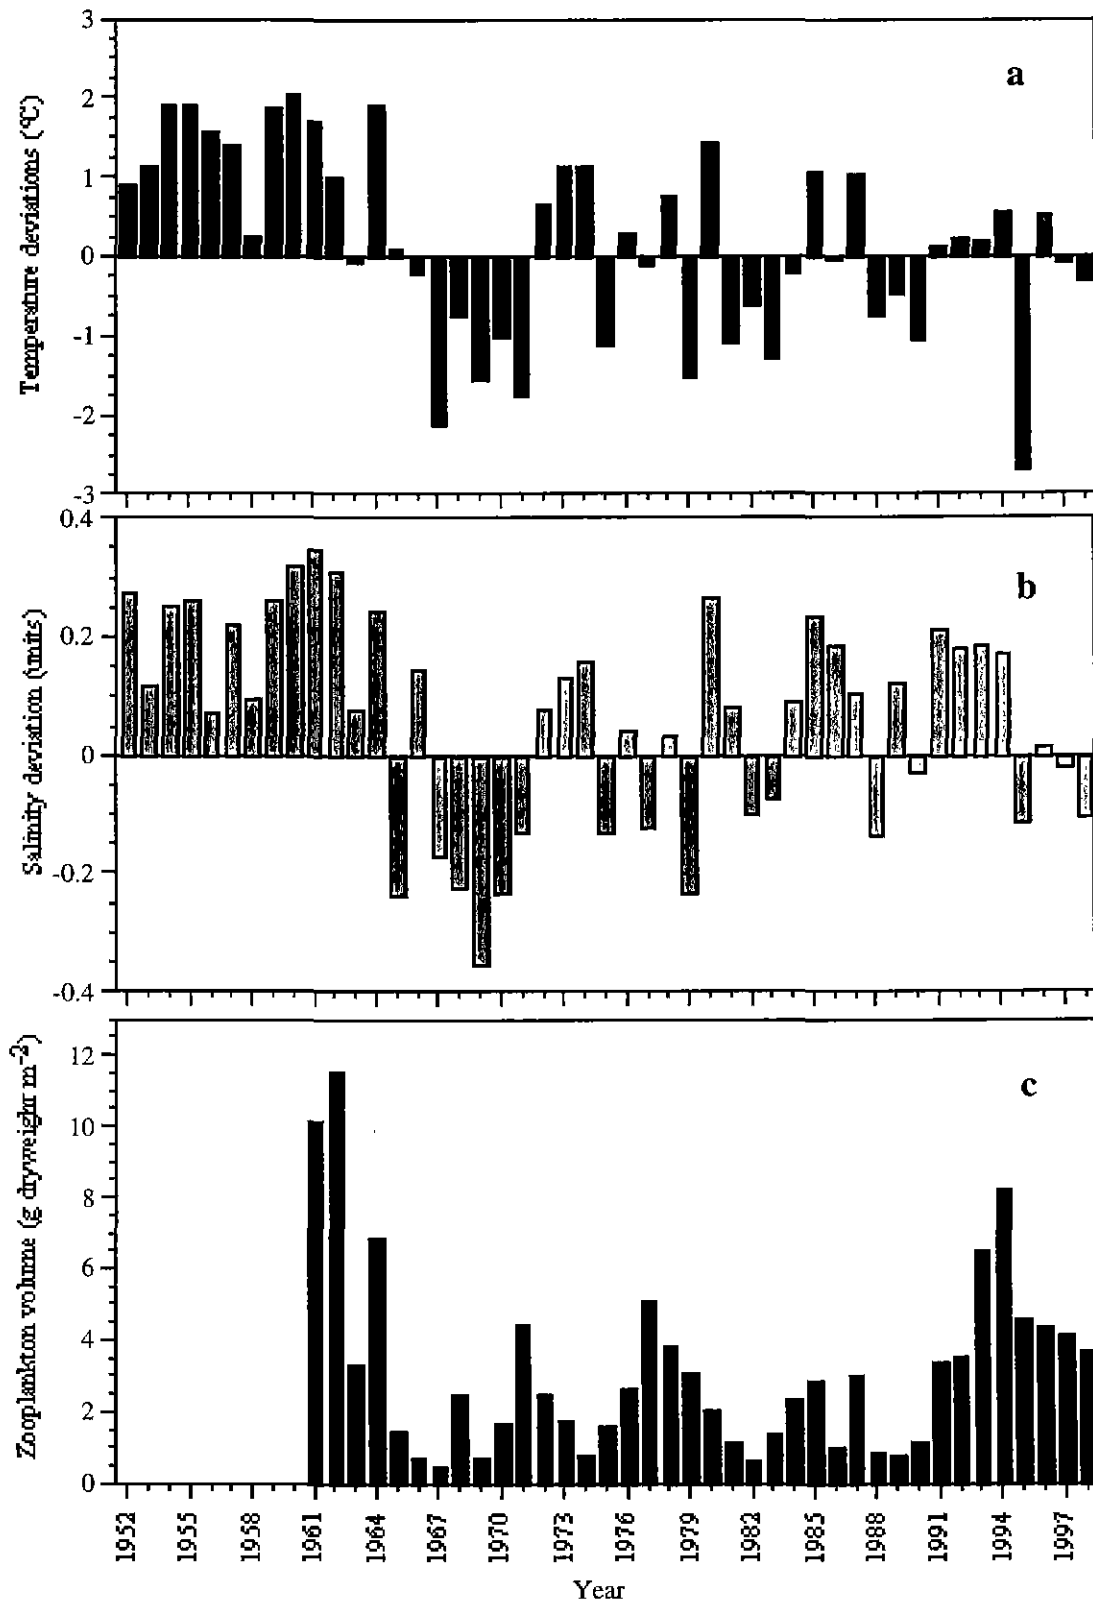 3
2
1
0
-1
-2
-3
Temperature deviations (°C)
a
0.4
0.2
0
-0.2
-0.4
Salinity deviation (units)
b
12
10
8
6
4
2
0
Zooplankton volume (g dryweight m-2)
c
1952 1955 1958 1961 1964 1967 1970 1973 1976 1979 1982 1985 1988 1991 1994 1997
Year